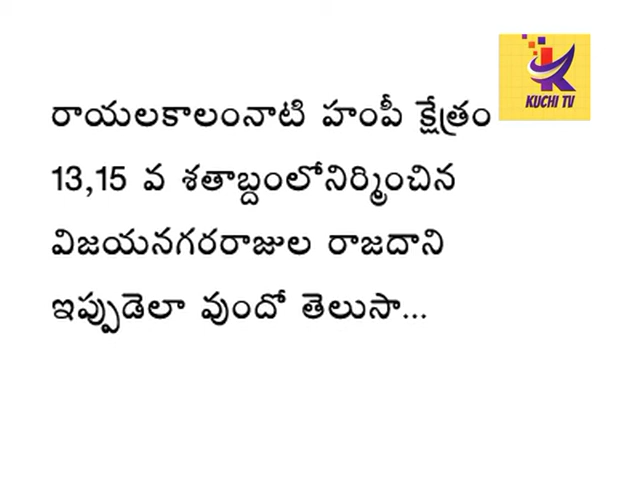 KUCHI TV
రాయలకాలంనాటి హంపీ క్షేత్రం
13,15 వ శతాబ్దంలోనిర్మించిన
విజయనగరరాజుల రాజదాని
ఇప్పుడెలా వుందో తెలుసా...